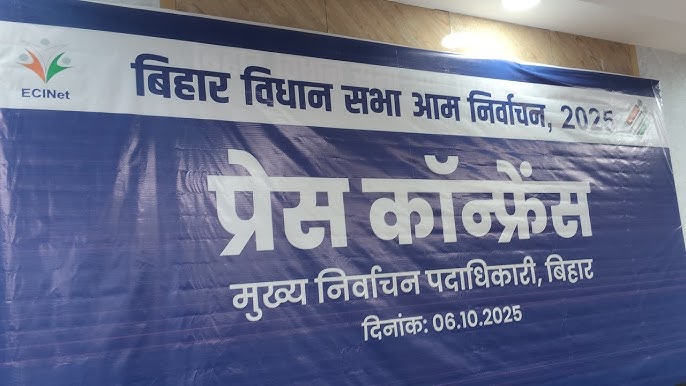 ECINet
बिहार विधान सभा आम निर्वाचन, 2025
प्रेस कॉन्फ्रेंस
मुख्य निर्वाचन पदाधिकारी, बिहार
दिनांक: 06.10.2025